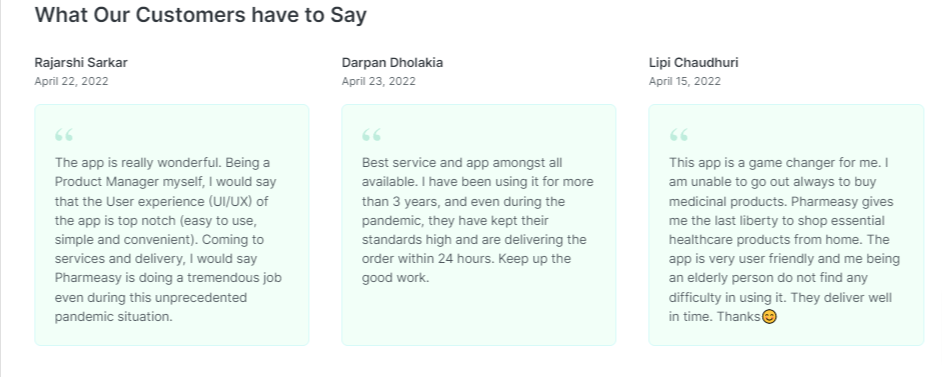 What Our Customers have to Say
Rajarshi Sarkar
April 22, 2022
“
The app is really wonderful. Being a
Product Manager myself, I would say
that the User experience (UI/UX) of
the app is top notch (easy to use,
simple and convenient). Coming to
services and delivery, I would say
Pharmeasy is doing a tremendous job
even during this unprecedented
pandemic situation.
Darpan Dholakia
April 23, 2022
“
Best service and app amongst all
available. I have been using it for more
than 3 years, and even during the
pandemic, they have kept their
standards high and are delivering the
order within 24 hours. Keep up the
good work.
Lipi Chaudhuri
April 15, 2022
“
This app is a game changer for me. I
am unable to go out always to buy
medicinal products. Pharmeasy gives
me the last liberty to shop essential
healthcare products from home. The
app is very user friendly and me being
an elderly person do not find any
difficulty in using it. They deliver well
in time. Thanks😊